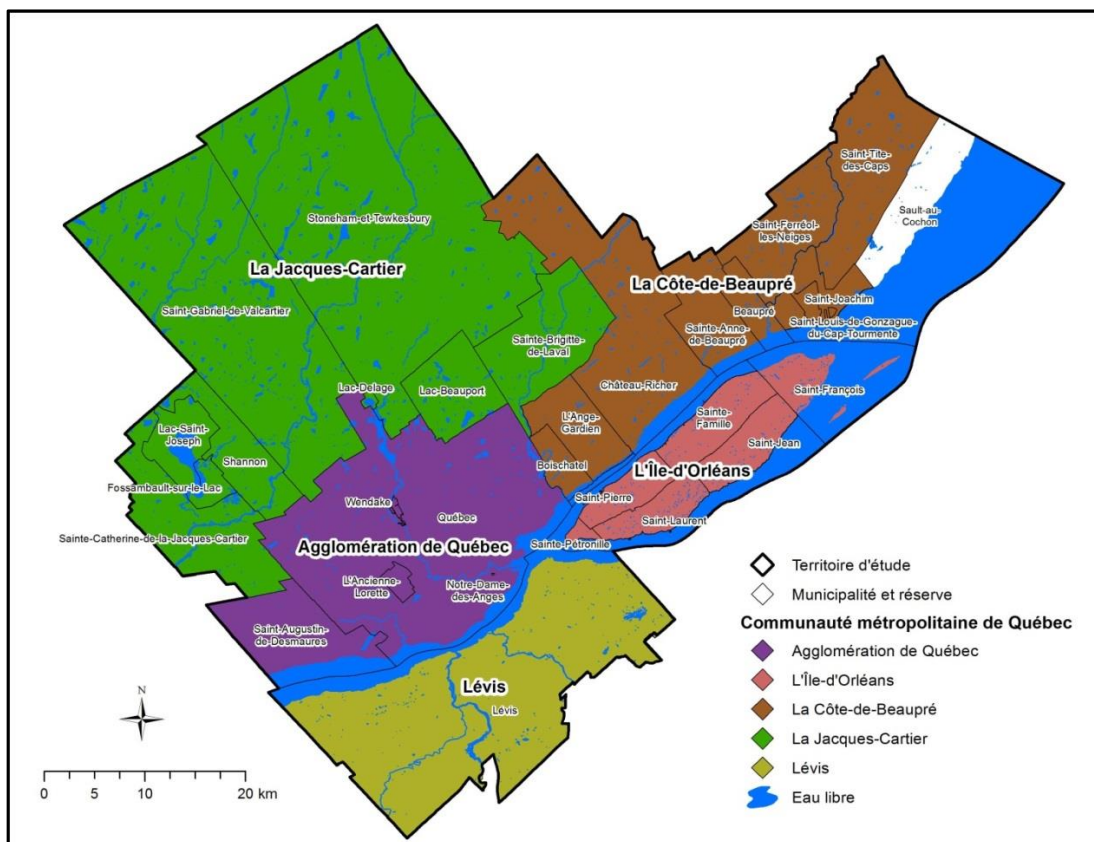 Saint-Tite-
des-Caps
Sault-au-
Cochon
Stoneham-et-Tewkesbury
Saint-Ferréol-
les-Neiges
La Jacques-Cartier
La Côte-de-Beaupré
Saint-Gabriel-de-Valcartier
Saint-Joachim
Beaupré
Saint-Louis-de-Gonzague-
du-Cap-Tourmente
Sainte-Anne-
de-Beaupré
Sainte-Brigitte-
de-Laval
Lac-Delage
Lac-Beauport
Château-Richer
Saint-François
L'Ange-
Gardien
Sainte-
Famille
Lac-Saint-
Joseph
Saint-Jean
Shannon
Boischatel
L'Île-d'Orléans
Fossambault-sur-le-Lac
Saint-Pierre
Wendake
Québec
Saint-Laurent
Sainte-Catherine-de-la-Jacques-Cartier
Agglomération de Québec
Sainte-Pétronille
L'Ancienne-
Lorette
Notre-Dame-
des-Anges
Saint-Augustin-
de-Desmaures
Lévis
Lévis
Territoire d'étude
Municipalité et réserve
Communauté métropolitaine de Québec
Agglomération de Québec
L'Île-d'Orléans
La Côte-de-Beaupré
La Jacques-Cartier
Lévis
Eau libre
N
0 5 10 20 km